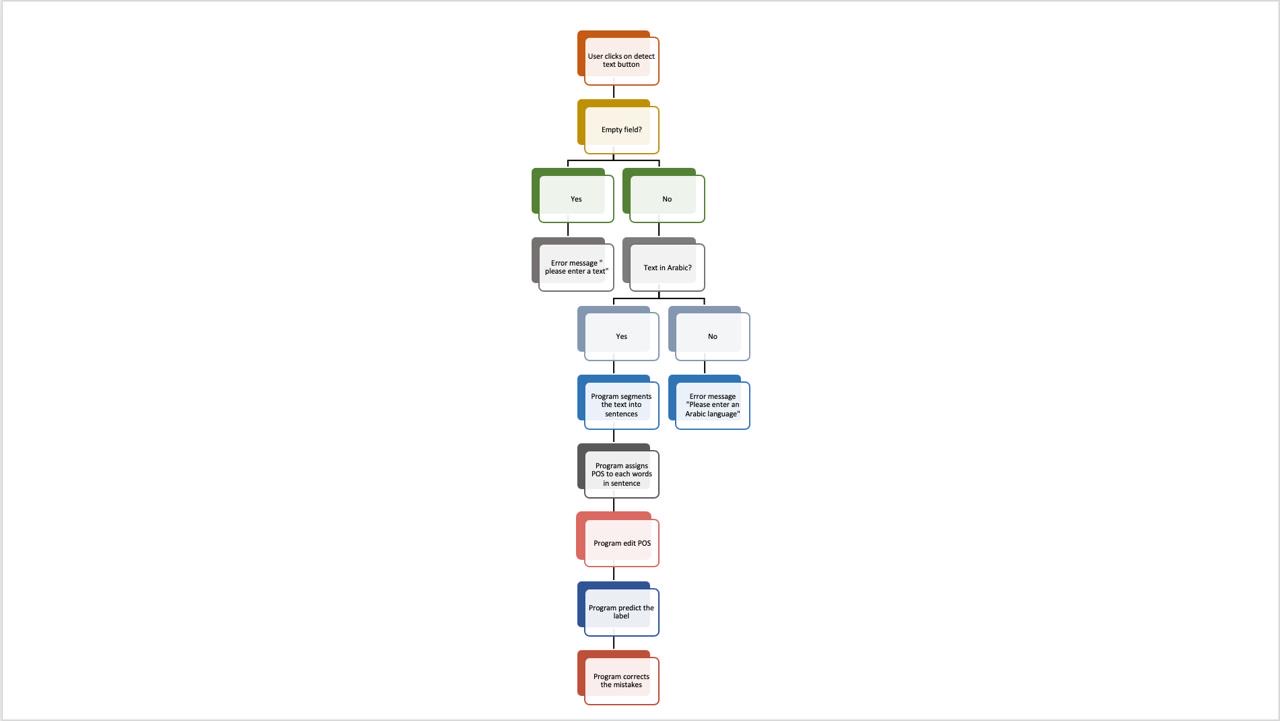 User clicks on detect
text button
Empty field?
Yes
No
Error message "
please enter a text"
Text in Arabic?
Yes
No
Program segments
the text into
sentences
Error message
"Please enter an
Arabic language"
Program assigns
POS to each words
in sentence
Program edit POS
Program predict the
label
Program corrects
the mistakes